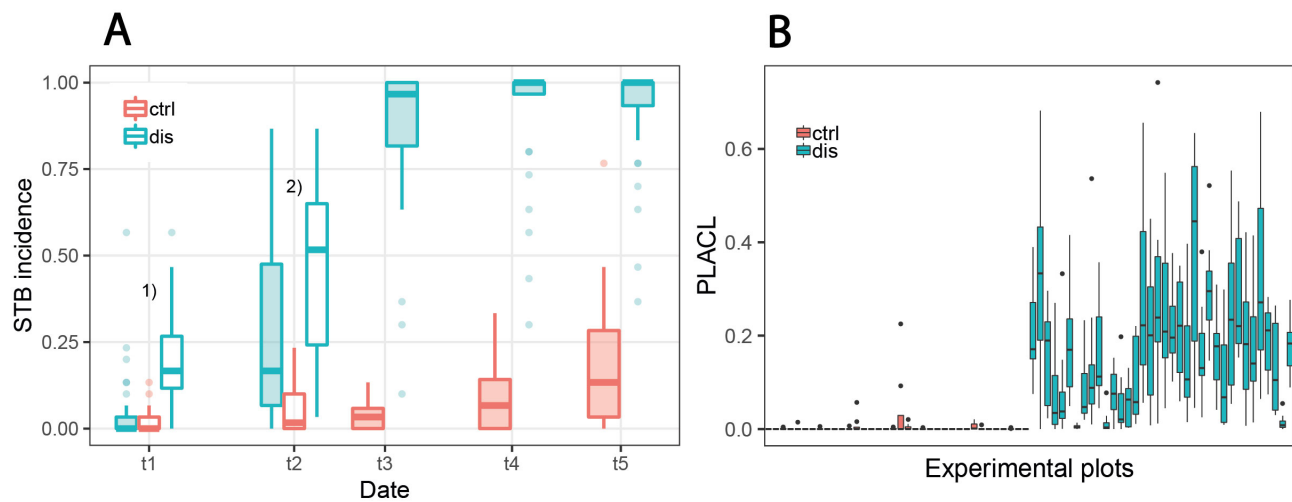 A
STB incidence
1.00
0.75
0.50
0.25
0.00
ctrl
dis
1)
2)
t1
t2
t3
t4
t5
Date
B
PLACL
0.6
0.4
0.2
0.0
ctrl
dis
Experimental plots